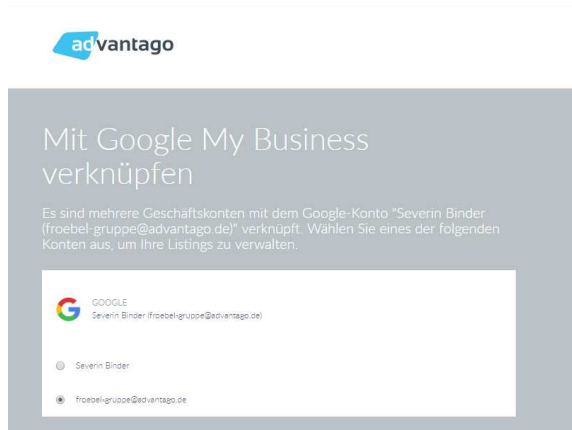 advantago
Mit Google My Business
verknüpfen
Es sind mehrere Geschäftskonten mit dem Google-Konto "Severin Binder
(froebel-gruppe@advantago.de)" verknüpft. Wählen Sie eines der folgenden
Konten aus, um Ihre Listings zu verwalten.
GOOGLE
Severin Binder (froebel-gruppe@advantago.de)
Severin Binder
froebel-gruppe@advantago.de